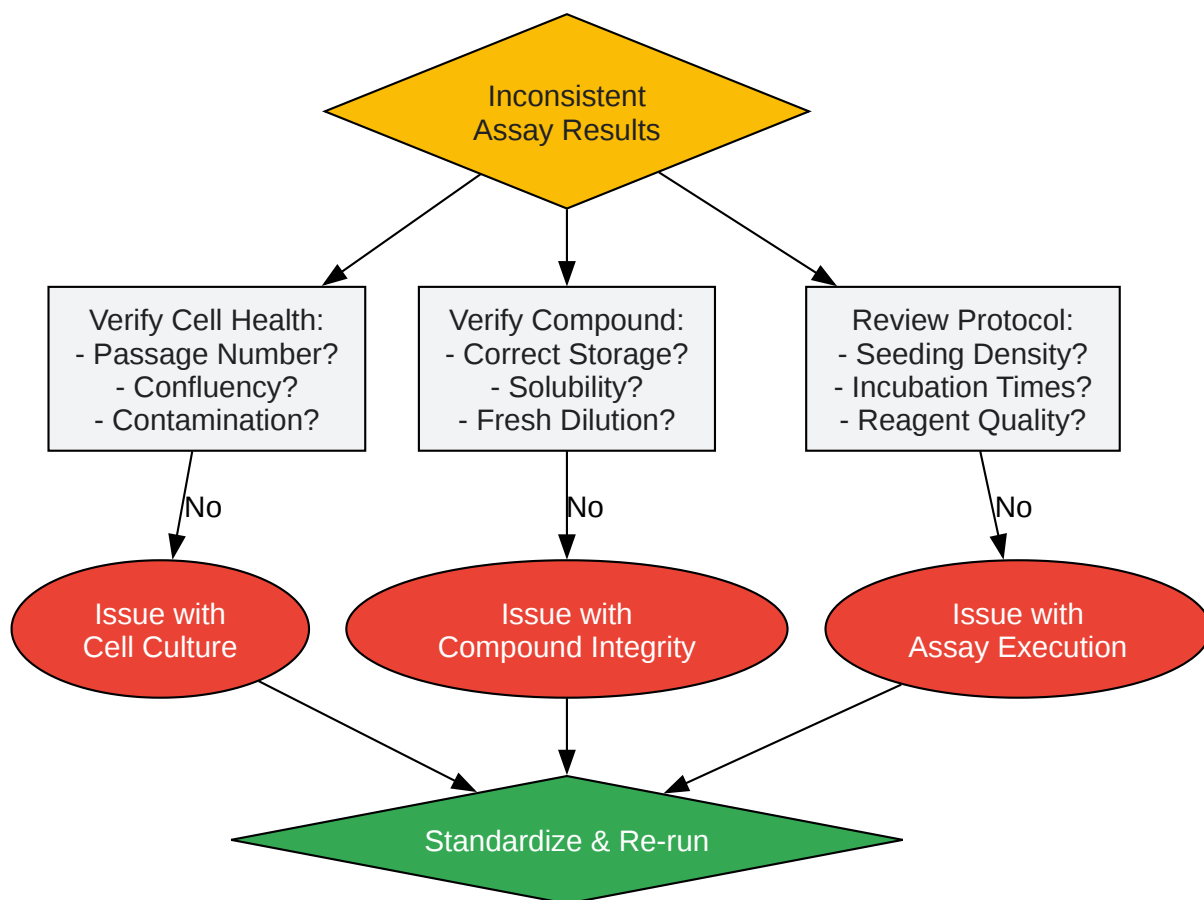 Inconsistent
Assay Results
Verify Cell Health:
- Passage Number?
- Confluency?
- Contamination?
Verify Compound:
- Correct Storage?
- Solubility?
- Fresh Dilution?
Review Protocol:
- Seeding Density?
- Incubation Times?
- Reagent Quality?
No
No
No
Issue with
Cell Culture
Issue with
Compound Integrity
Issue with
Assay Execution
Standardize & Re-run